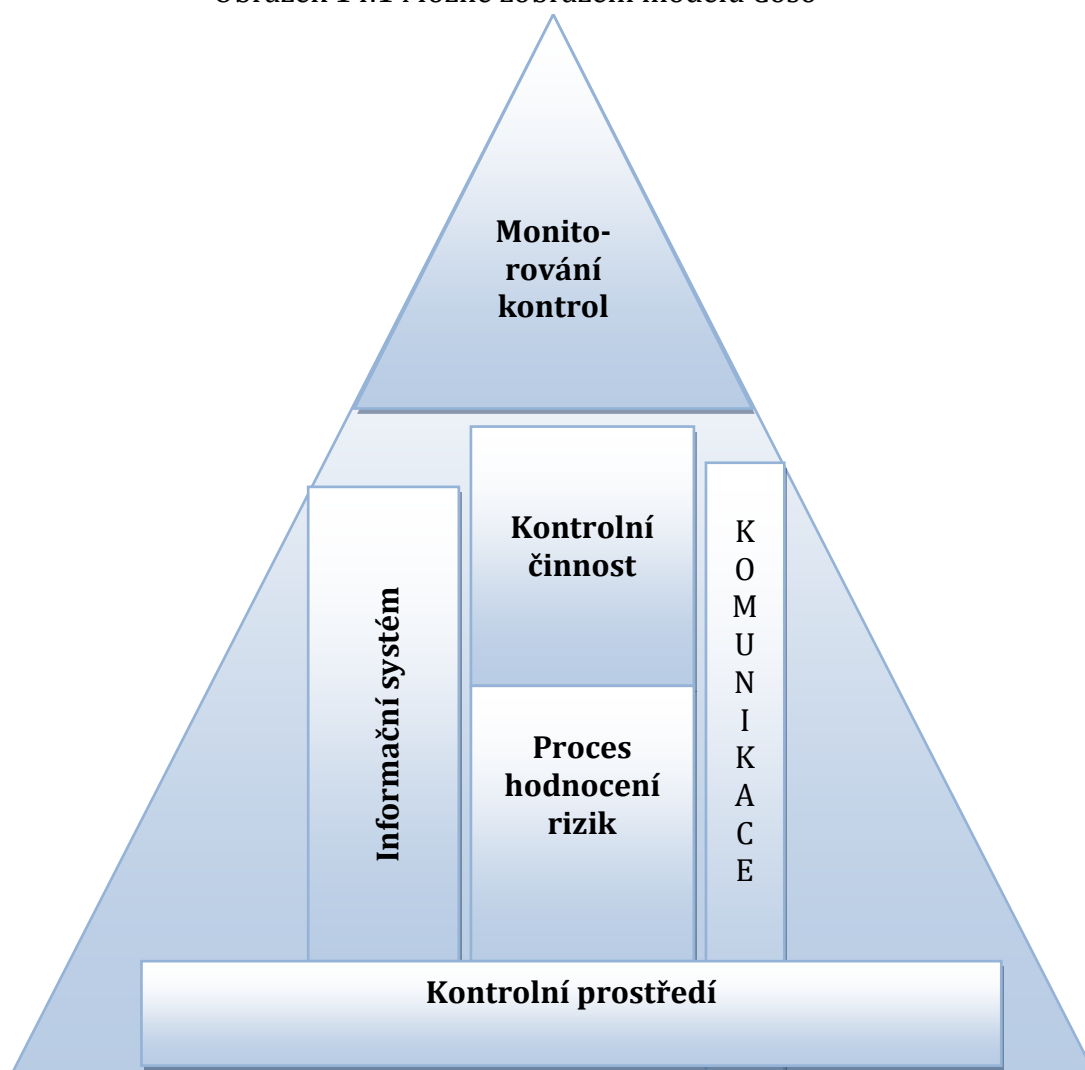 Monito-
rování
kontrol
Kontrolní
činnost
Informační systém
K
O
M
U
N
I
K
A
C
E
Proces
hodnocení
rizik
Kontrolní prostředí